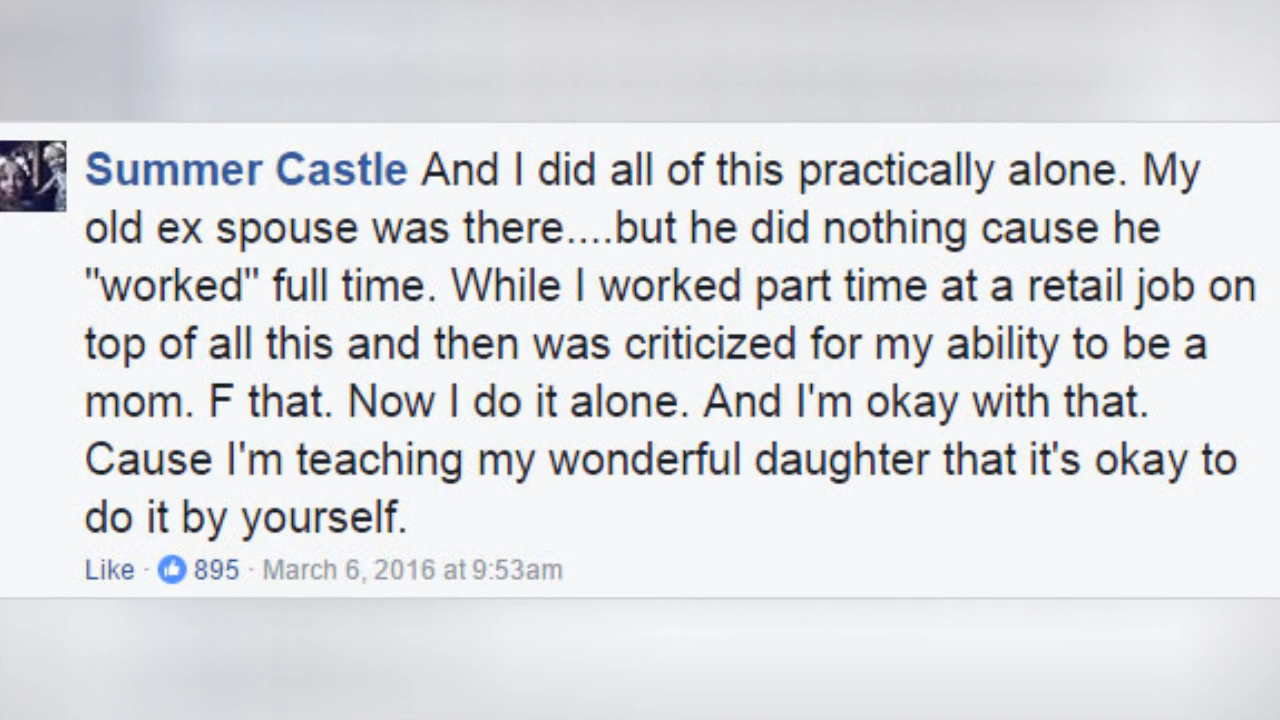 Summer Castle And I did all of this practically alone. My
old ex spouse was there....but he did nothing cause he
"worked" full time. While I worked part time at a retail job on
top of all this and then was criticized for my ability to be a
mom. F that. Now I do it alone. And I'm okay with that.
Cause I'm teaching my wonderful daughter that it's okay to
do it by yourself.
Like · 895 · March 6, 2016 at 9:53am